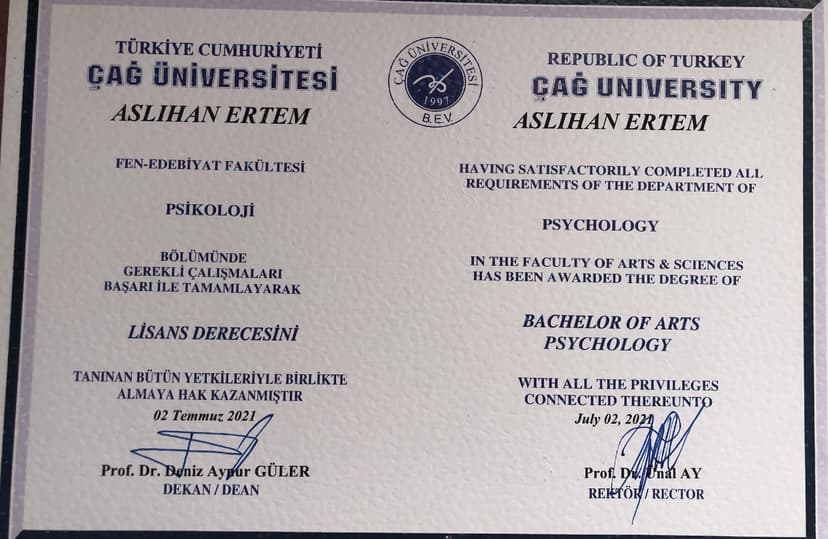 TÜRKİYE CUMHURİYETİ
ÇAĞ ÜNİVERSİTESİ
ASLIHAN ERTEM
FEN-EDEBİYAT FAKÜLTESİ
PSİKOLOJİ
BÖLÜMÜNDE
GEREKLİ ÇALIŞMALARI
BAŞARI İLE TAMAMLAYARAK
LİSANS DERECESİNİ
TANINAN BÜTÜN YETKİLERİYLE BİRLİKTE
ALMAYA HAK KAZANMIŞTIR
02 Temmuz 2021
Prof. Dr. Deniz Aynur GÜLER
DEKAN / DEAN
ÇAĞ ÜNİVERSİTESİ
1997
B.E.V.
REPUBLIC OF TURKEY
ÇAĞ UNIVERSITY
ASLIHAN ERTEM
HAVING SATISFACTORILY COMPLETED ALL
REQUIREMENTS OF THE DEPARTMENT OF
PSYCHOLOGY
IN THE FACULTY OF ARTS & SCIENCES
HAS BEEN AWARDED THE DEGREE OF
BACHELOR OF ARTS
PSYCHOLOGY
WITH ALL THE PRIVILEGES
CONNECTED THEREUNTO
July 02, 2021
Prof. Dr. Ünal AY
REKTÖR / RECTOR